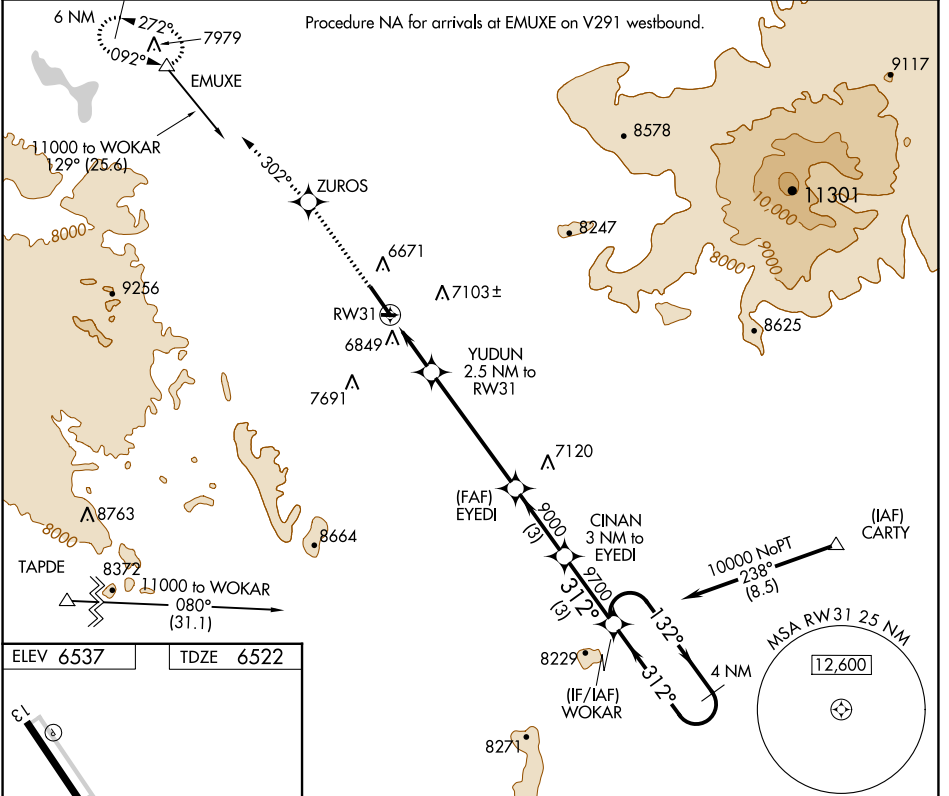 Procedure NA for arrivals at EMUXE on V291 westbound.
6 NM
272°
7979
092°
EMUXE
9117
8578
11000 to WOKAR
129° (25.6)
302°
ZUROS
11301
10,000
9000
8000
8247
8000
6671
9256
7103±
RW31
8625
6849
YUDUN
2.5 NM to
RW31
7691
7120
(FAF)
EYEDI
9000
(3)
CINAN
3 NM to
EYEDI
(IAF)
CARTY
8763
8000
8664
10000 NoPT
238°
(8.5)
TAPDE
8372
11000 to WOKAR
080°
(31.1)
9700
312°
(3)
132°
MSA RW31 25 NM
12,600
ELEV 6537
TDZE 6522
8229
312°
4 NM
(IF/IAF)
WOKAR
13
P
8271